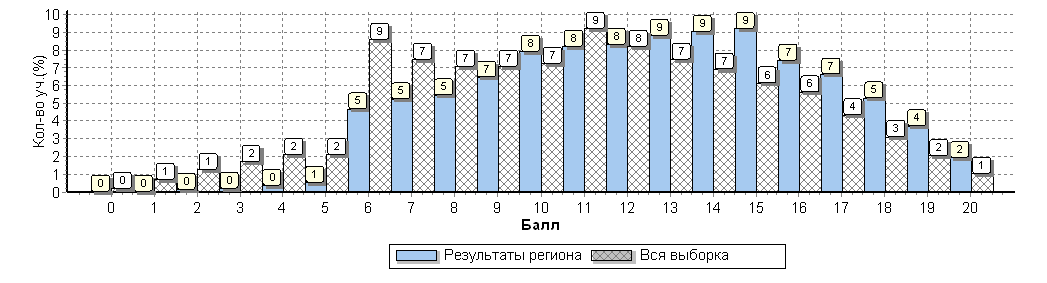 Кол-во уч.(%)
10
9
8
7
6
5
4
3
2
1
0
0 0 0 1 0 1 0 2 0 2 1 2 5 9 5 7 5 7 7 7 8 7 8 9 8 8 9 7 9 7 9 6 7 6 7 4 5 3 4 2 2 1
0 1 2 3 4 5 6 7 8 9 10 11 12 13 14 15 16 17 18 19 20
Балл
Результаты региона Вся выборка